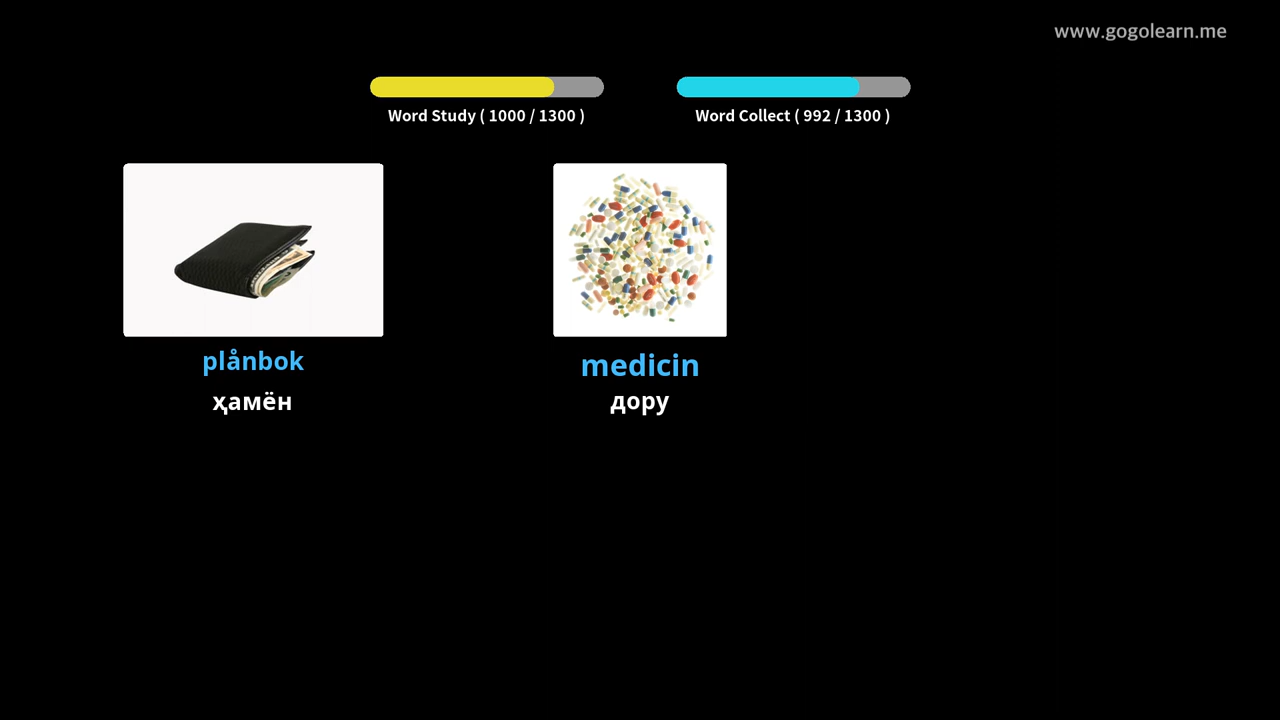 www.gogolearn.me
Word Study ( 1000 / 1300 )
Word Collect ( 992 / 1300 )
plånbok
ҳамён
medicin
дору